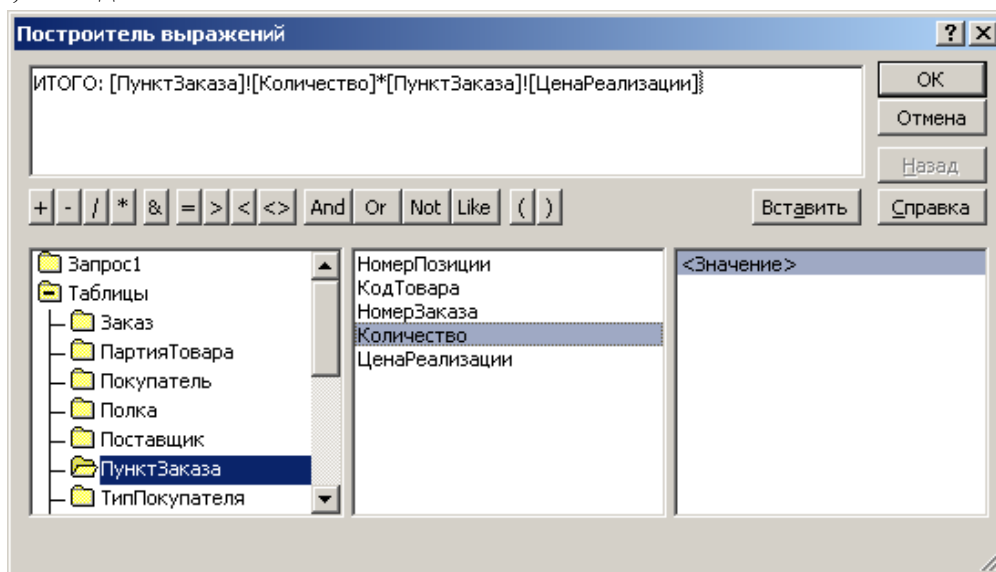 Построитель выражений
ИТОГО: [ПунктЗаказа]![Количество]*[ПунктЗаказа]![ЦенаРеализации]
ОК
Отмена
Назад
+ - / * & = > < <> And Or Not Like ( ) Вставить Справка
Запрос1
Таблицы
Заказ
ПартияТовара
Покупатель
Полка
Поставщик
ПунктЗаказа
ТипПокупателя
НомерПозиции
КодТовара
НомерЗаказа
Количество
ЦенаРеализации
<Значение>